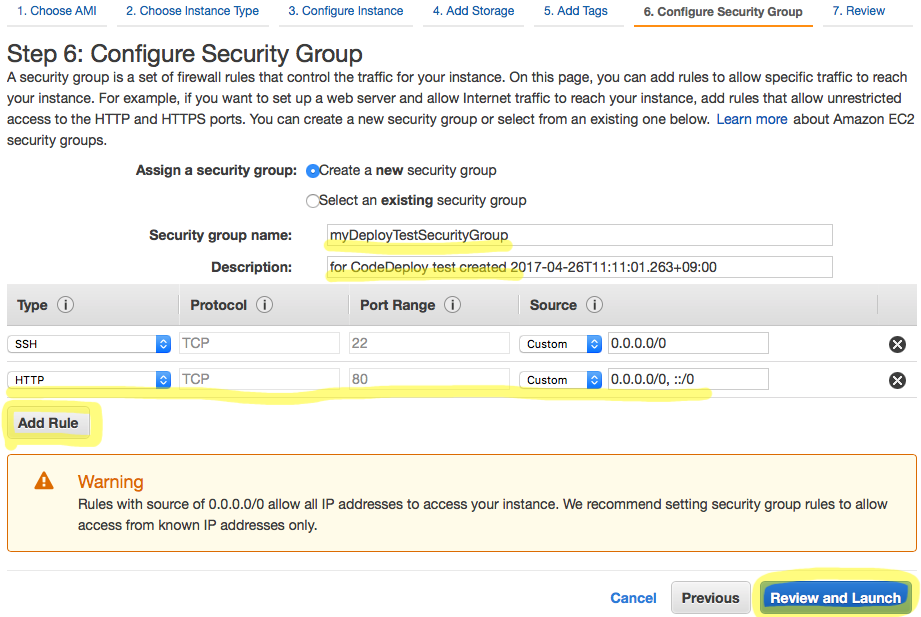 1. Choose AMI 2. Choose Instance Type 3. Configure Instance 4. Add Storage 5. Add Tags 6. Configure Security Group 7. Review
Step 6: Configure Security Group
A security group is a set of firewall rules that control the traffic for your instance. On this page, you can add rules to allow specific traffic to reach
your instance. For example, if you want to set up a web server and allow Internet traffic to reach your instance, add rules that allow unrestricted
access to the HTTP and HTTPS ports. You can create a new security group or select from an existing one below. Learn more about Amazon EC2
security groups.
Assign a security group: Create a new security group
Select an existing security group
Security group name: myDeployTestSecurityGroup
Description: for CodeDeploy test created 2017-04-26T11:11:01.263+09:00
Type i Protocol i Port Range i Source i
SSH TCP 22 Custom 0.0.0.0/0
HTTP TCP 80 Custom 0.0.0.0/0, ::/0
Add Rule
Warning
Rules with source of 0.0.0.0/0 allow all IP addresses to access your instance. We recommend setting security group rules to allow
access from known IP addresses only.
Cancel Previous Review and Launch